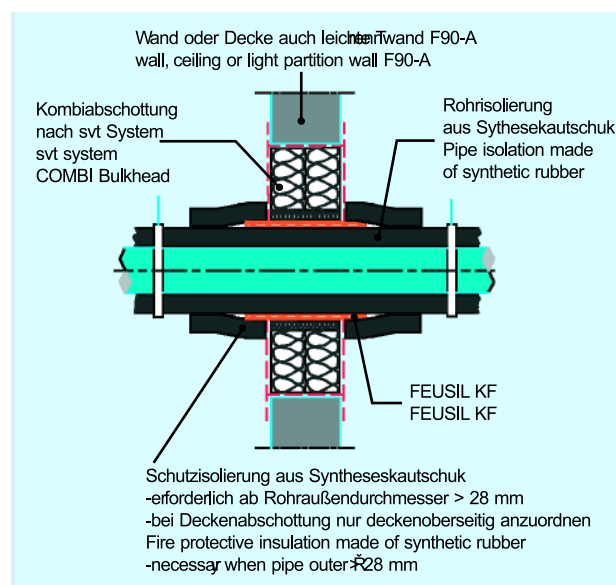 Wand oder Decke auch leichte Trennwand F90-A
wall, ceiling or light partition wall F90-A
Kombiabschottung
nach svt System
svt system
COMBI Bulkhead
Rohrisolierung
aus Sythesekautschuk
Pipe isolation made
of synthetic rubber
FEUSIL KF
FEUSIL KF
Schutzisolierung aus Syntheseskautschuk
-erforderlich ab Rohraußendurchmesser > 28 mm
-bei Deckenabschottung nur deckenoberseitig anzuordnen
Fire protective insulation made of synthetic rubber
-necessary when pipe outer > 28 mm